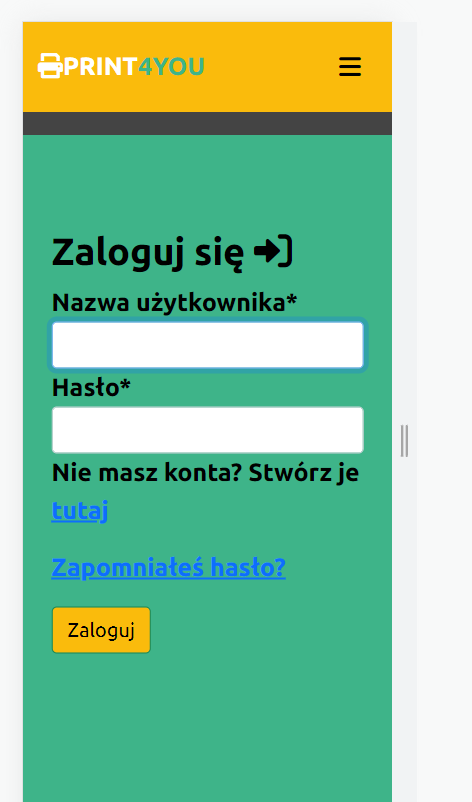 PRINT4YOU
Zaloguj się
Nazwa użytkownika*
Hasło*
Nie masz konta? Stwórz je
tutaj
Zapomniałeś hasło?
Zaloguj